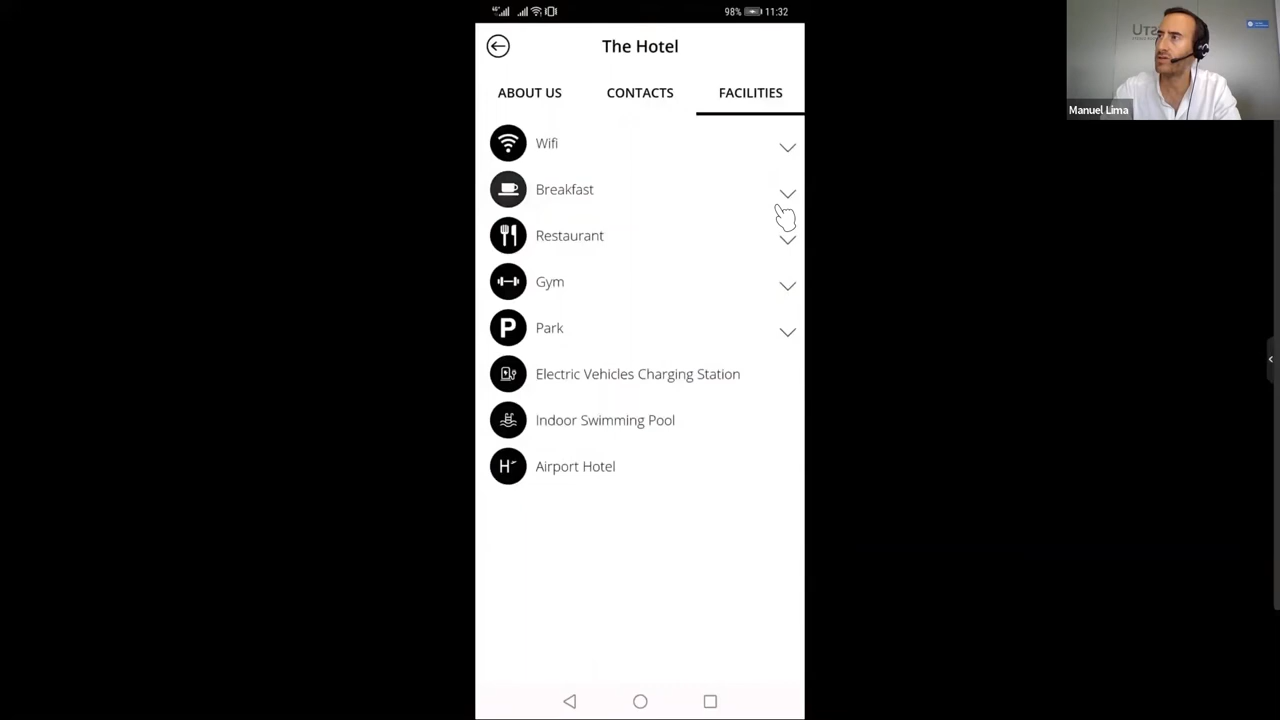 98% 11:32
The Hotel
ABOUT US CONTACTS FACILITIES
Wifi
Breakfast
Restaurant
Gym
P Park
Electric Vehicles Charging Station
Indoor Swimming Pool
H Airport Hotel
Manuel Lima